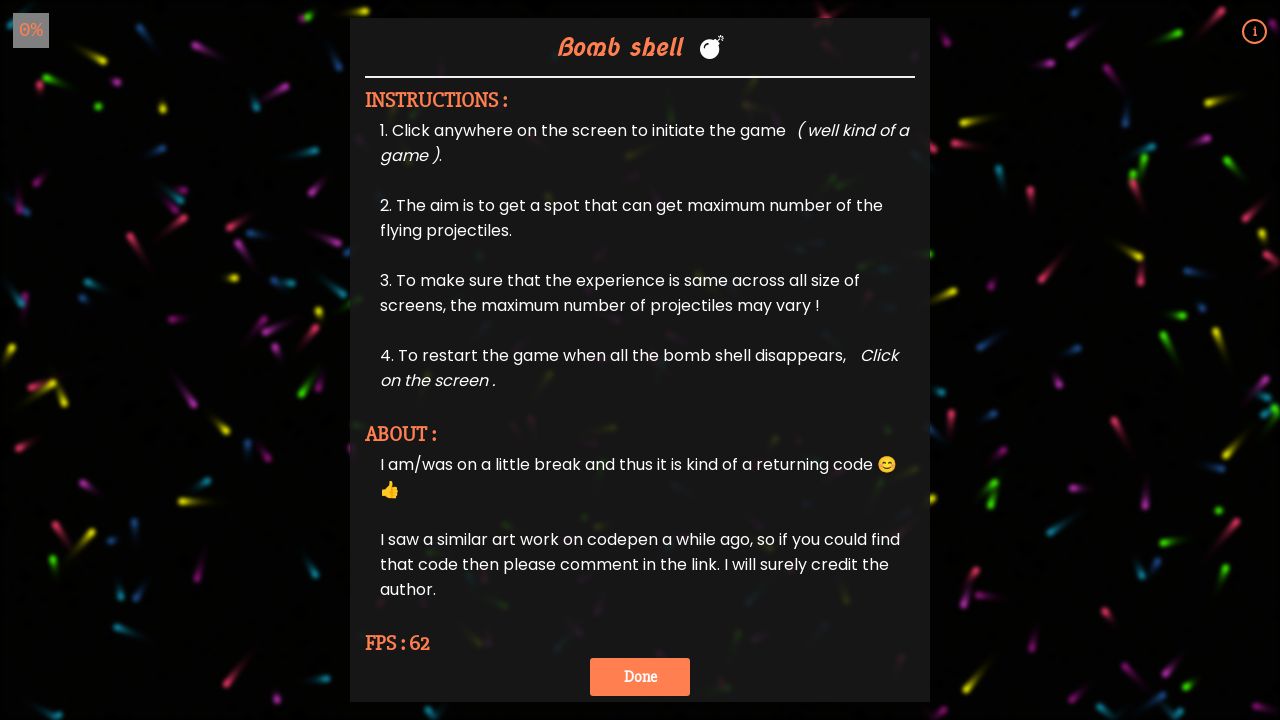 0%
i
Bomb shell 💣
INSTRUCTIONS :
1. Click anywhere on the screen to initiate the game ( well kind of a
game ).
2. The aim is to get a spot that can get maximum number of the
flying projectiles.
3. To make sure that the experience is same across all size of
screens, the maximum number of projectiles may vary !
4. To restart the game when all the bomb shell disappears, Click
on the screen .
ABOUT :
I am/was on a little break and thus it is kind of a returning code 😊
👍
I saw a similar art work on codepen a while ago, so if you could find
that code then please comment in the link. I will surely credit the
author.
FPS : 62
Done